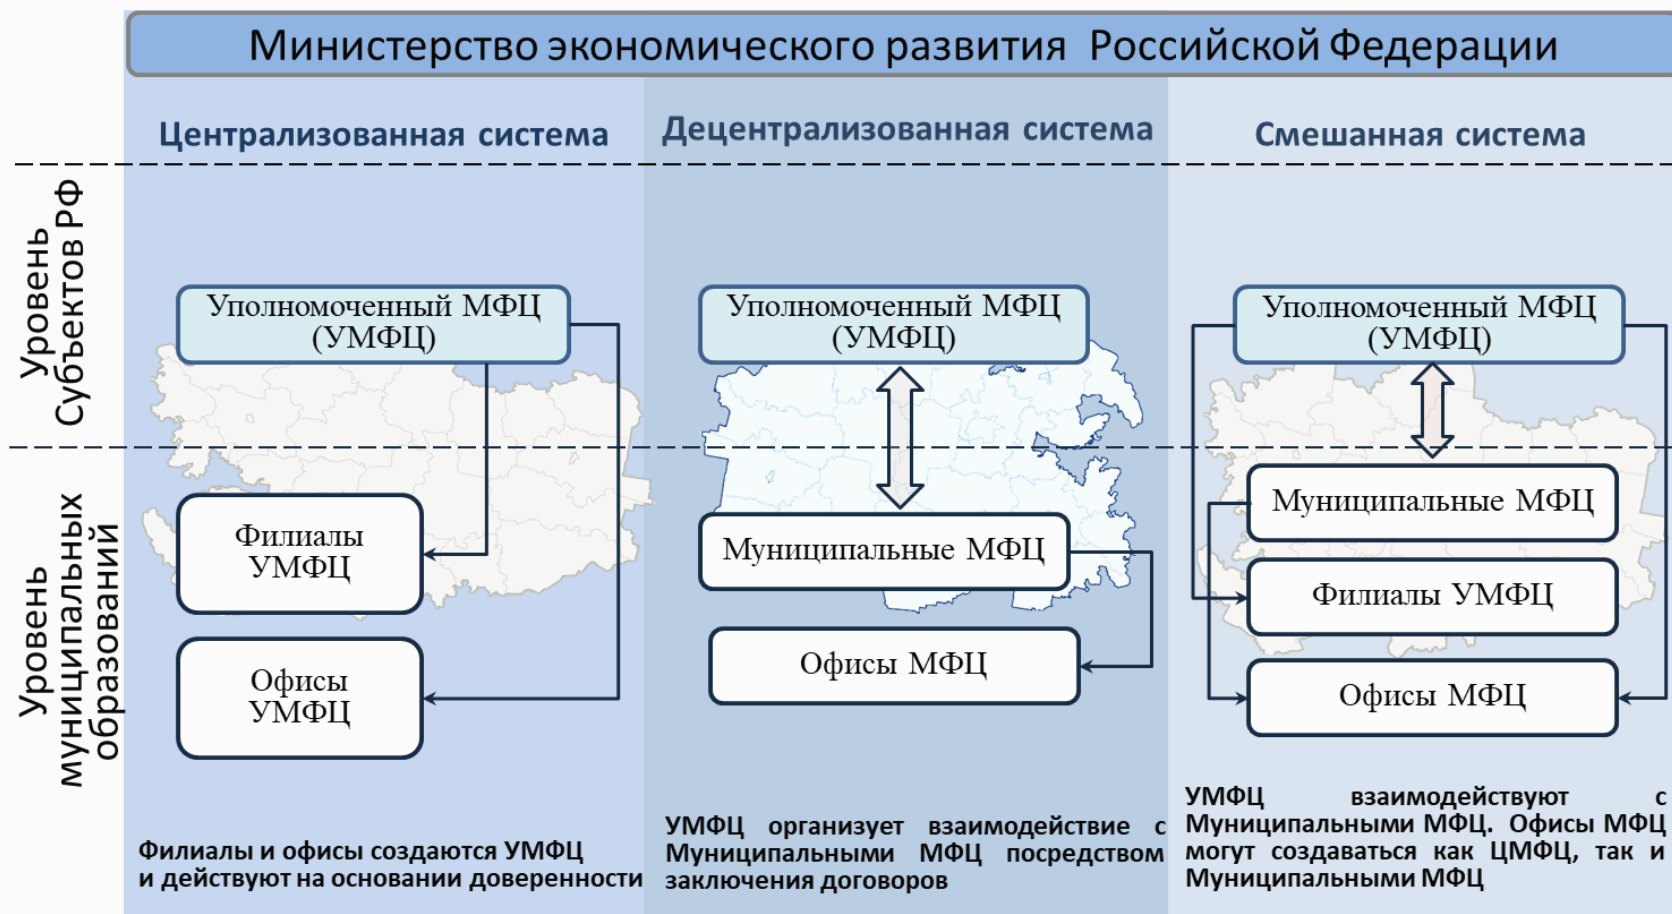 Министерство экономического развития Российской Федерации
Централизованная система
Децентрализованная система
Смешанная система
Уровень
Субъектов РФ
Уполномоченный МФЦ
(УМФЦ)
Уполномоченный МФЦ
(УМФЦ)
Уполномоченный МФЦ
(УМФЦ)
Уровень
муниципальных
образований
Филиалы
УМФЦ
Офисы
УМФЦ
Муниципальные МФЦ
Офисы МФЦ
Муниципальные МФЦ
Филиалы УМФЦ
Офисы МФЦ
Филиалы и офисы создаются УМФЦ
и действуют на основании доверенности
УМФЦ организует взаимодействие с
Муниципальными МФЦ посредством
заключения договоров
УМФЦ взаимодействуют с
Муниципальными МФЦ. Офисы МФЦ
могут создаваться как ЦМФЦ, так и
Муниципальными МФЦ